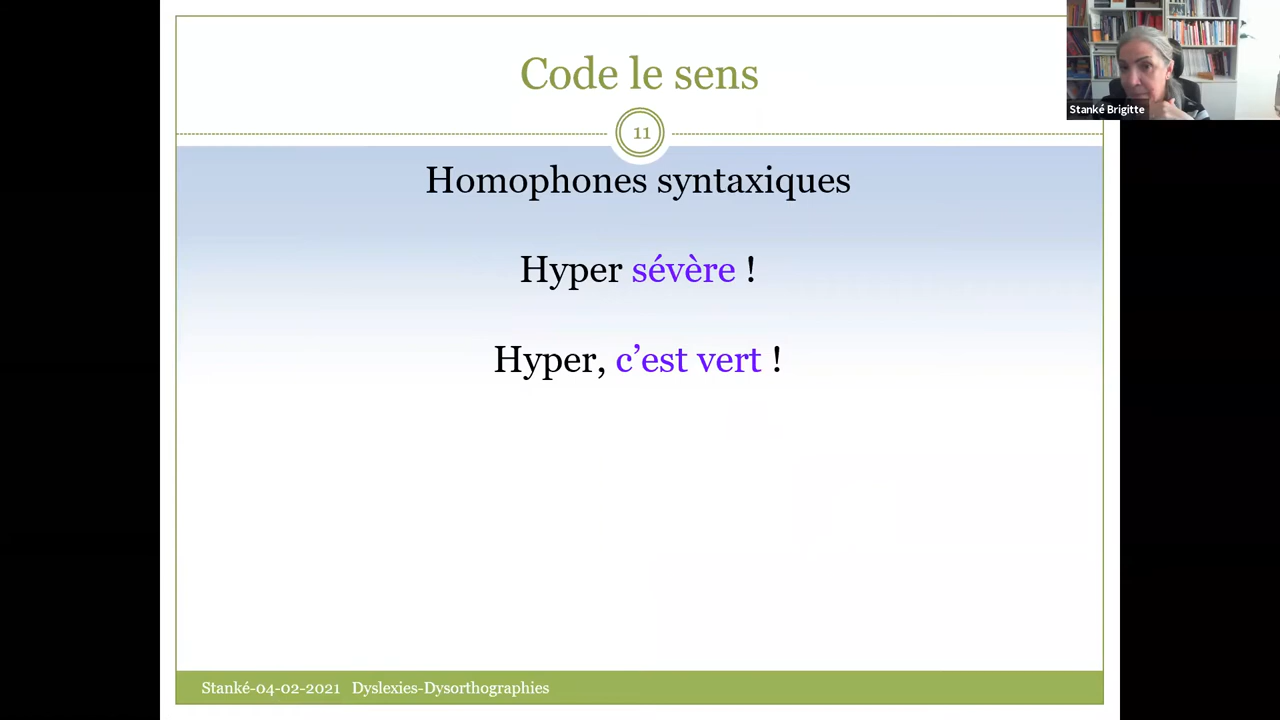 Code le sens
11
Homophones syntaxiques
Hyper sévère !
Hyper, c’est vert !
Stanké-04-02-2021 Dyslexies-Dysorthographies
Stanké Brigitte